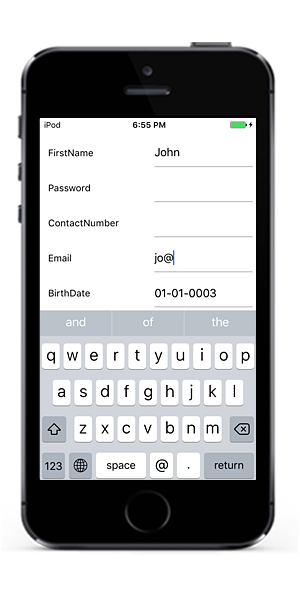 iPod 6:55 PM
FirstName John
Password
ContactNumber
Email jo@
BirthDate 01-01-0003
and of the
q w e r t y u i o p
a s d f g h j k l
z x c v b n m
123 space @ . return